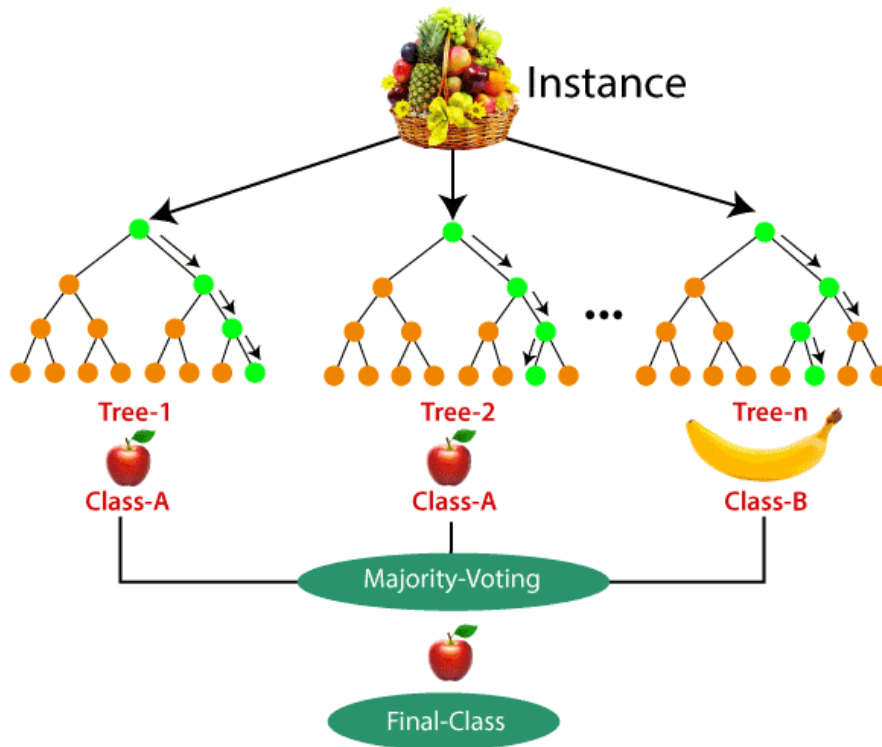 Instance
...
Tree-1
Tree-2
Tree-n
Class-A
Class-A
Class-B
Majority-Voting
Final-Class